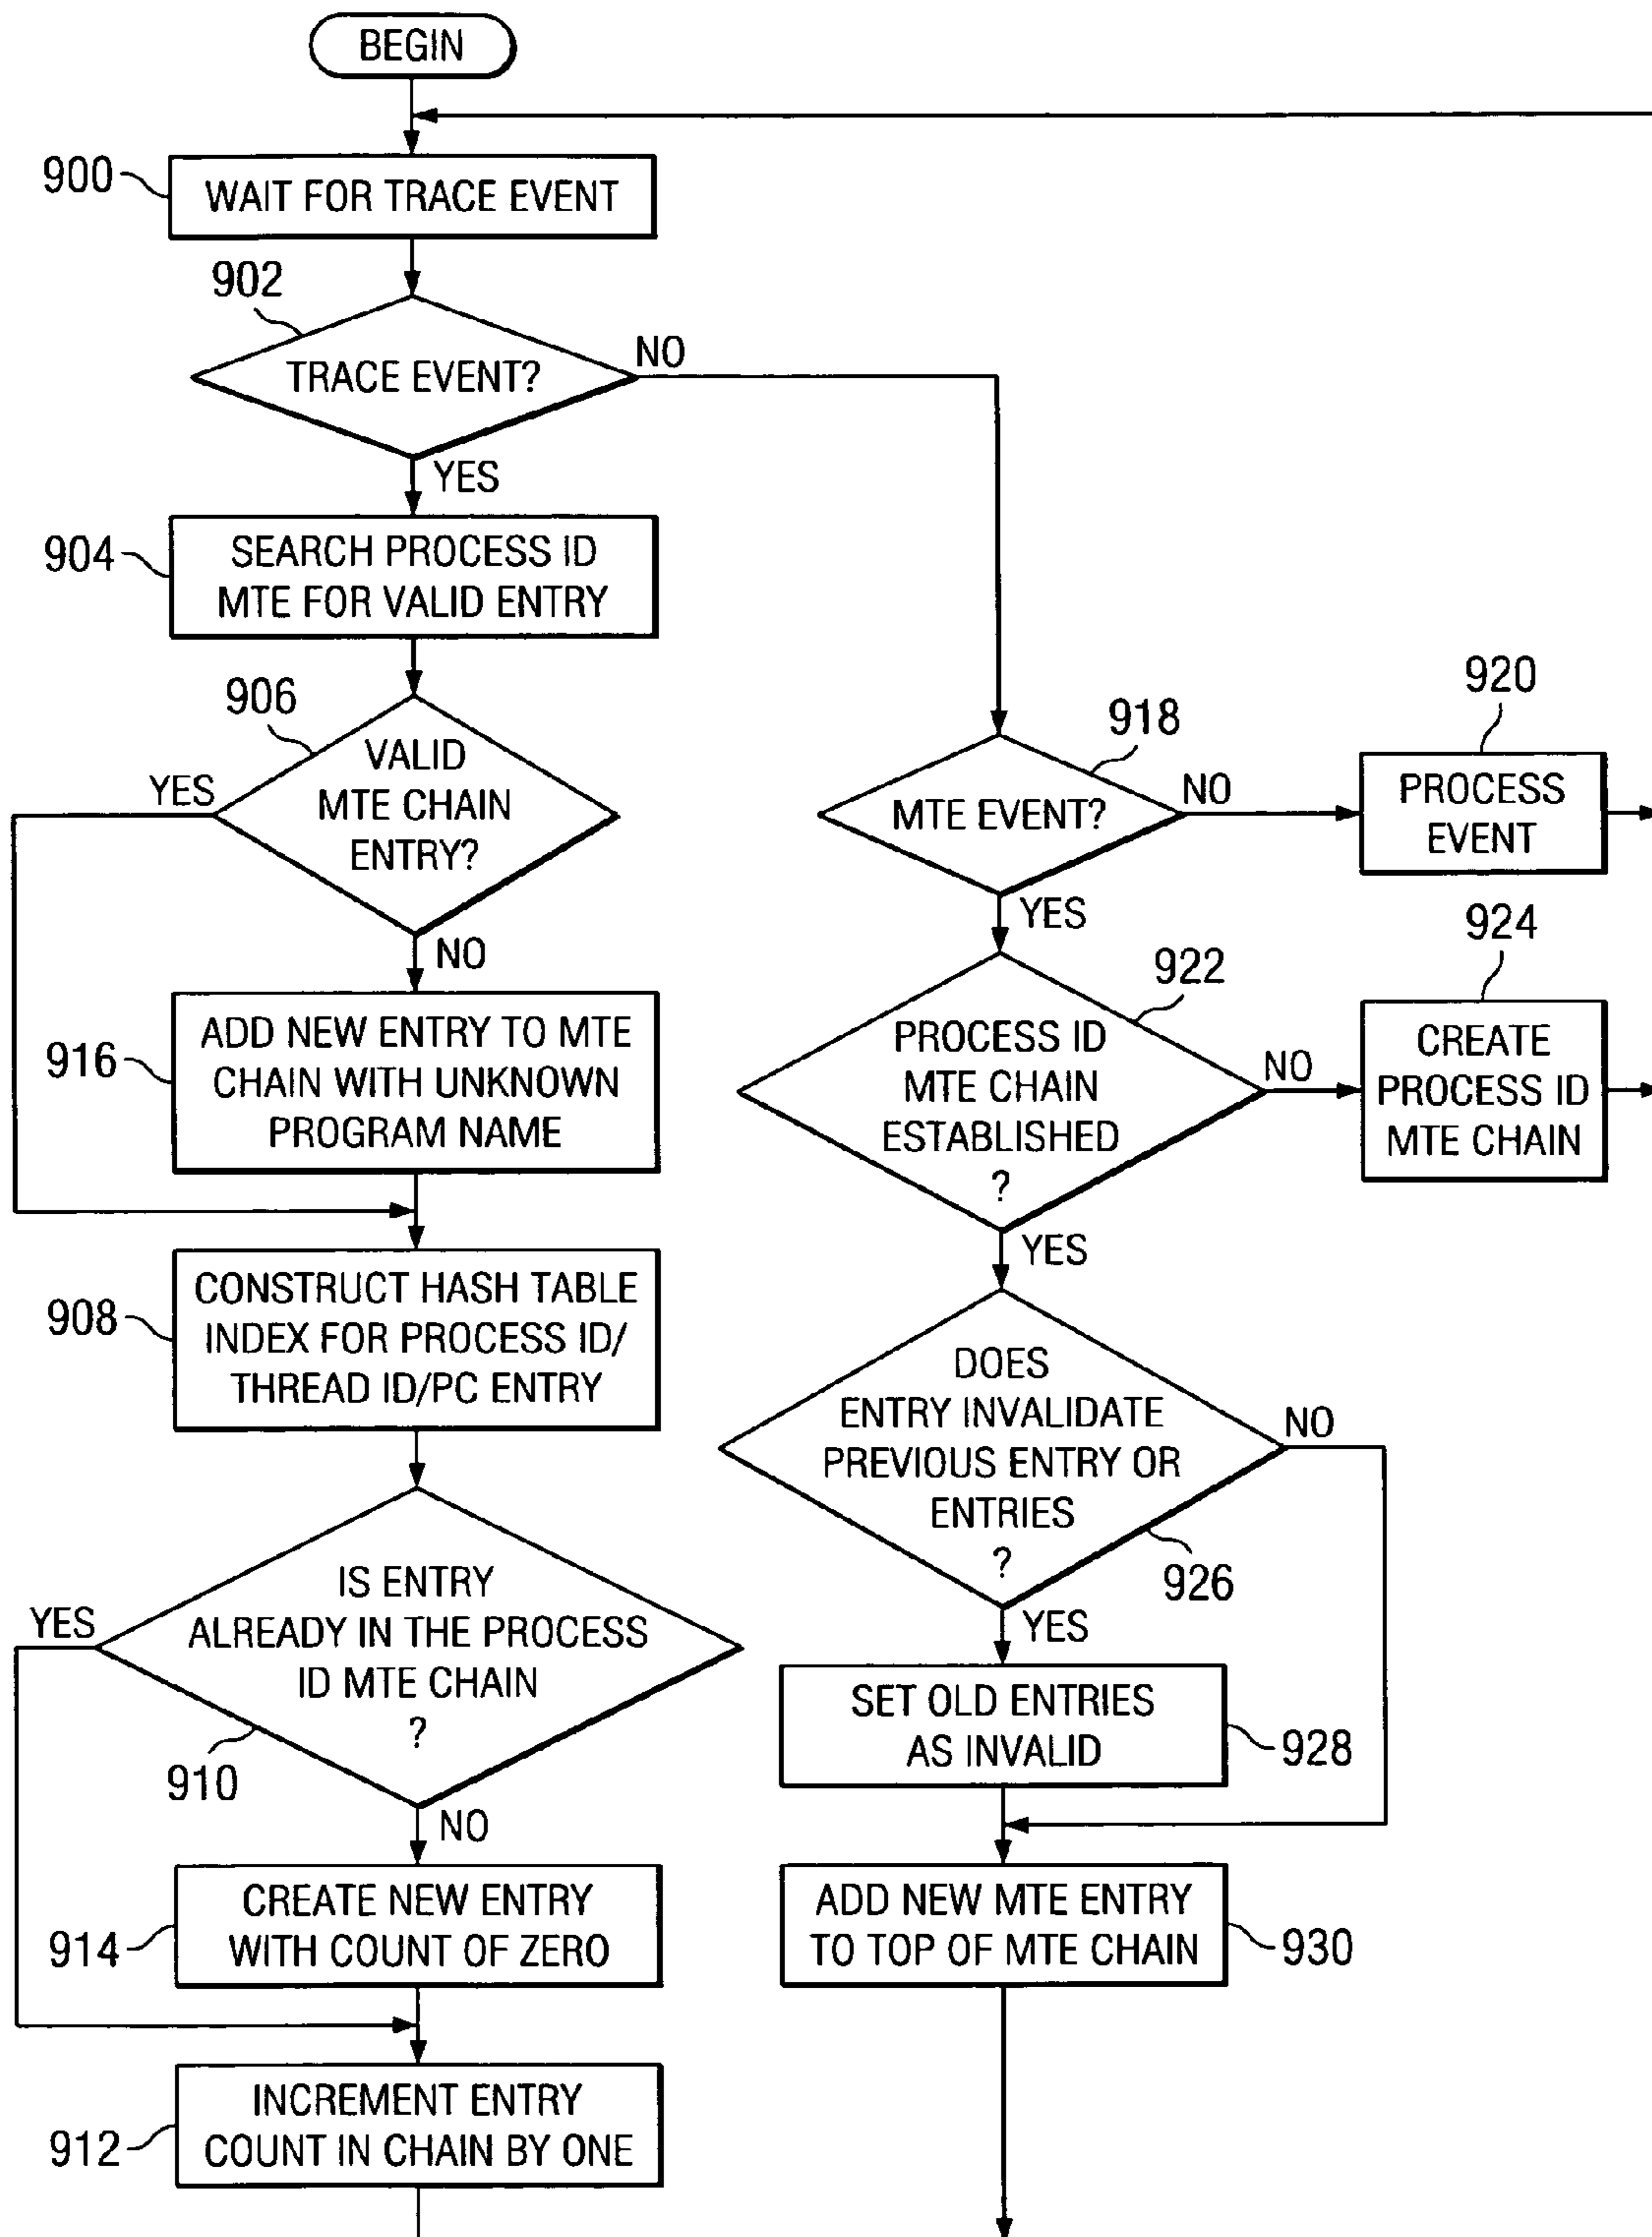 BEGIN
900
WAIT FOR TRACE EVENT
902
TRACE EVENT?
NO
YES
904
SEARCH PROCESS ID
MTE FOR VALID ENTRY
906
VALID
MTE CHAIN
ENTRY?
YES
NO
916
ADD NEW ENTRY TO MTE
CHAIN WITH UNKNOWN
PROGRAM NAME
908
CONSTRUCT HASH TABLE
INDEX FOR PROCESS ID/
THREAD ID/PC ENTRY
IS ENTRY
ALREADY IN THE PROCESS
ID MTE CHAIN
?
YES
910
NO
914
CREATE NEW ENTRY
WITH COUNT OF ZERO
912
INCREMENT ENTRY
COUNT IN CHAIN BY ONE
918
MTE EVENT?
NO
YES
920
PROCESS
EVENT
922
PROCESS ID
MTE CHAIN
ESTABLISHED
?
NO
YES
924
CREATE
PROCESS ID
MTE CHAIN
DOES
ENTRY INVALIDATE
PREVIOUS ENTRY OR
ENTRIES
?
NO
926
YES
SET OLD ENTRIES
AS INVALID
928
ADD NEW MTE ENTRY
TO TOP OF MTE CHAIN
930